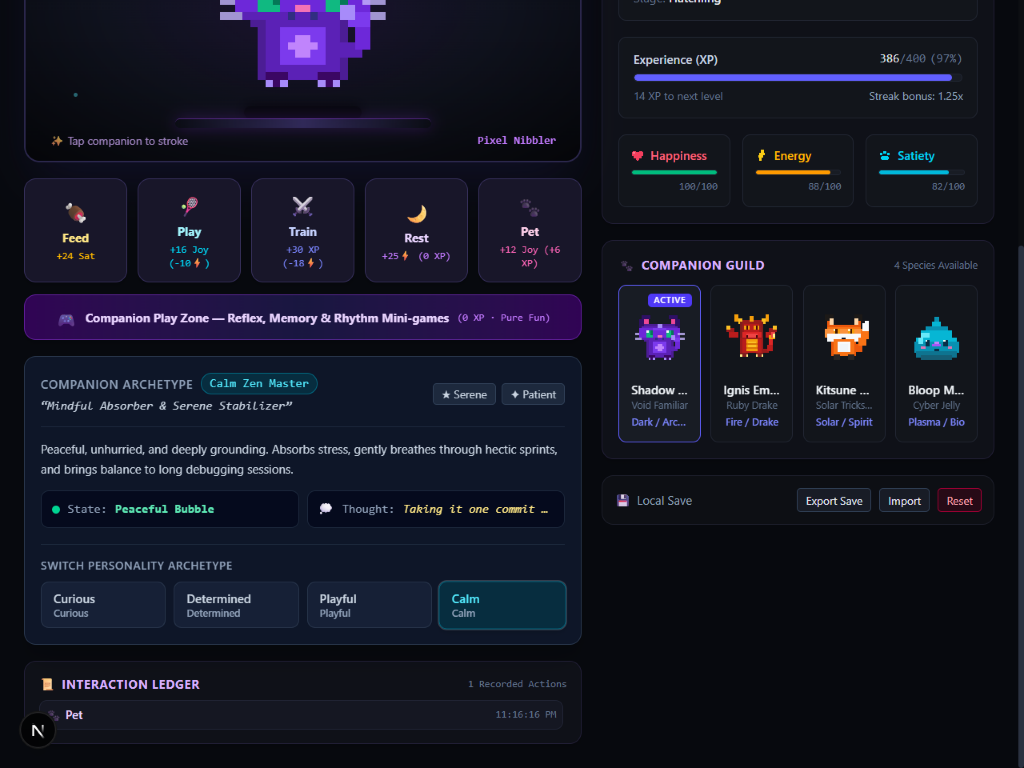 ✨ Tap companion to stroke
Pixel Nibbler
Feed
+24 Sat
Play
+16 Joy
(-10⚡)
Train
+30 XP
(-18⚡)
Rest
+25⚡ (0 XP)
Pet
+12 Joy (+6
XP)
Companion Play Zone — Reflex, Memory & Rhythm Mini-games (0 XP · Pure Fun)
COMPANION ARCHETYPE Calm Zen Master
“Mindful Absorber & Serene Stabilizer”
★ Serene
✦ Patient
Peaceful, unhurried, and deeply grounding. Absorbs stress, gently breathes through hectic sprints,
and brings balance to long debugging sessions.
State: Peaceful Bubble
Thought: Taking it one commit …
SWITCH PERSONALITY ARCHETYPE
Curious
Curious
Determined
Determined
Playful
Playful
Calm
Calm
INTERACTION LEDGER
1 Recorded Actions
Pet
11:16:16 PM
N
Stage: Hatchling
Experience (XP)
386/400 (97%)
14 XP to next level
Streak bonus: 1.25x
Happiness
100/100
Energy
88/100
Satiety
82/100
COMPANION GUILD
4 Species Available
ACTIVE
Shadow ...
Void Familiar
Dark / Arc...
Ignis Em...
Ruby Drake
Fire / Drake
Kitsune ...
Solar Tricks...
Solar / Spirit
Bloop M...
Cyber Jelly
Plasma / Bio
Local Save
Export Save
Import
Reset